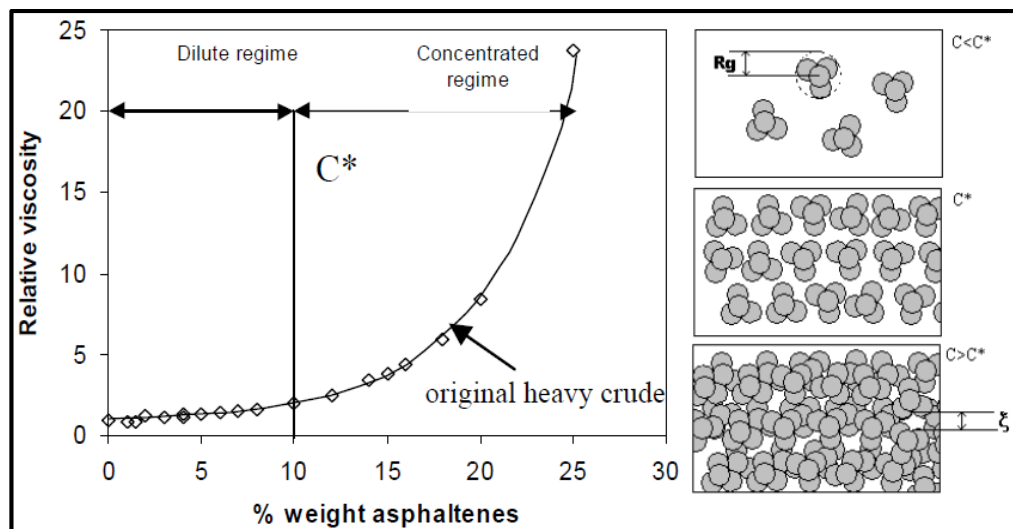 25
20
15
10
5
0
0
5
10
15
20
25
30
Relative viscosity
% weight asphaltenes
Dilute regime
Concentrated
regime
C*
original heavy crude
C<C*
Rg
C*
C>C*
ξ